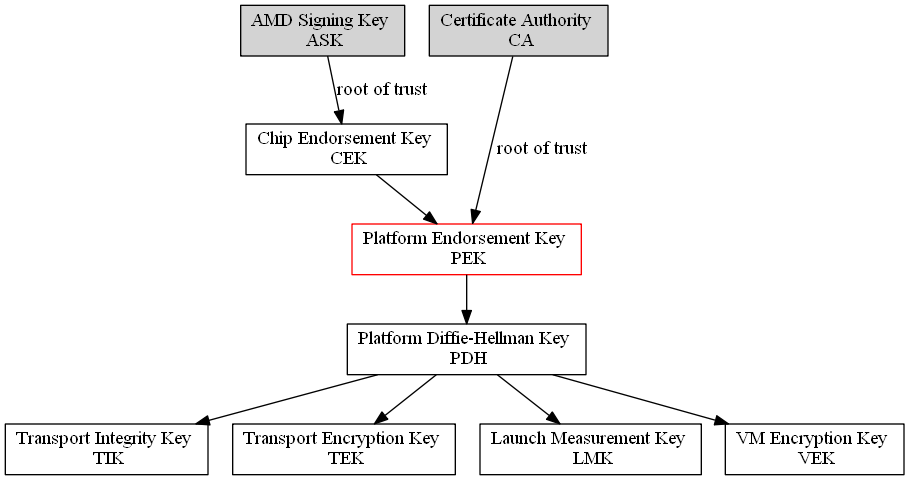 AMD Signing Key
ASK
Certificate Authority
CA
root of trust
Chip Endorsement Key
CEK
root of trust
Platform Endorsement Key
PEK
Platform Diffie-Hellman Key
PDH
Transport Integrity Key
TIK
Transport Encryption Key
TEK
Launch Measurement Key
LMK
VM Encryption Key
VEK